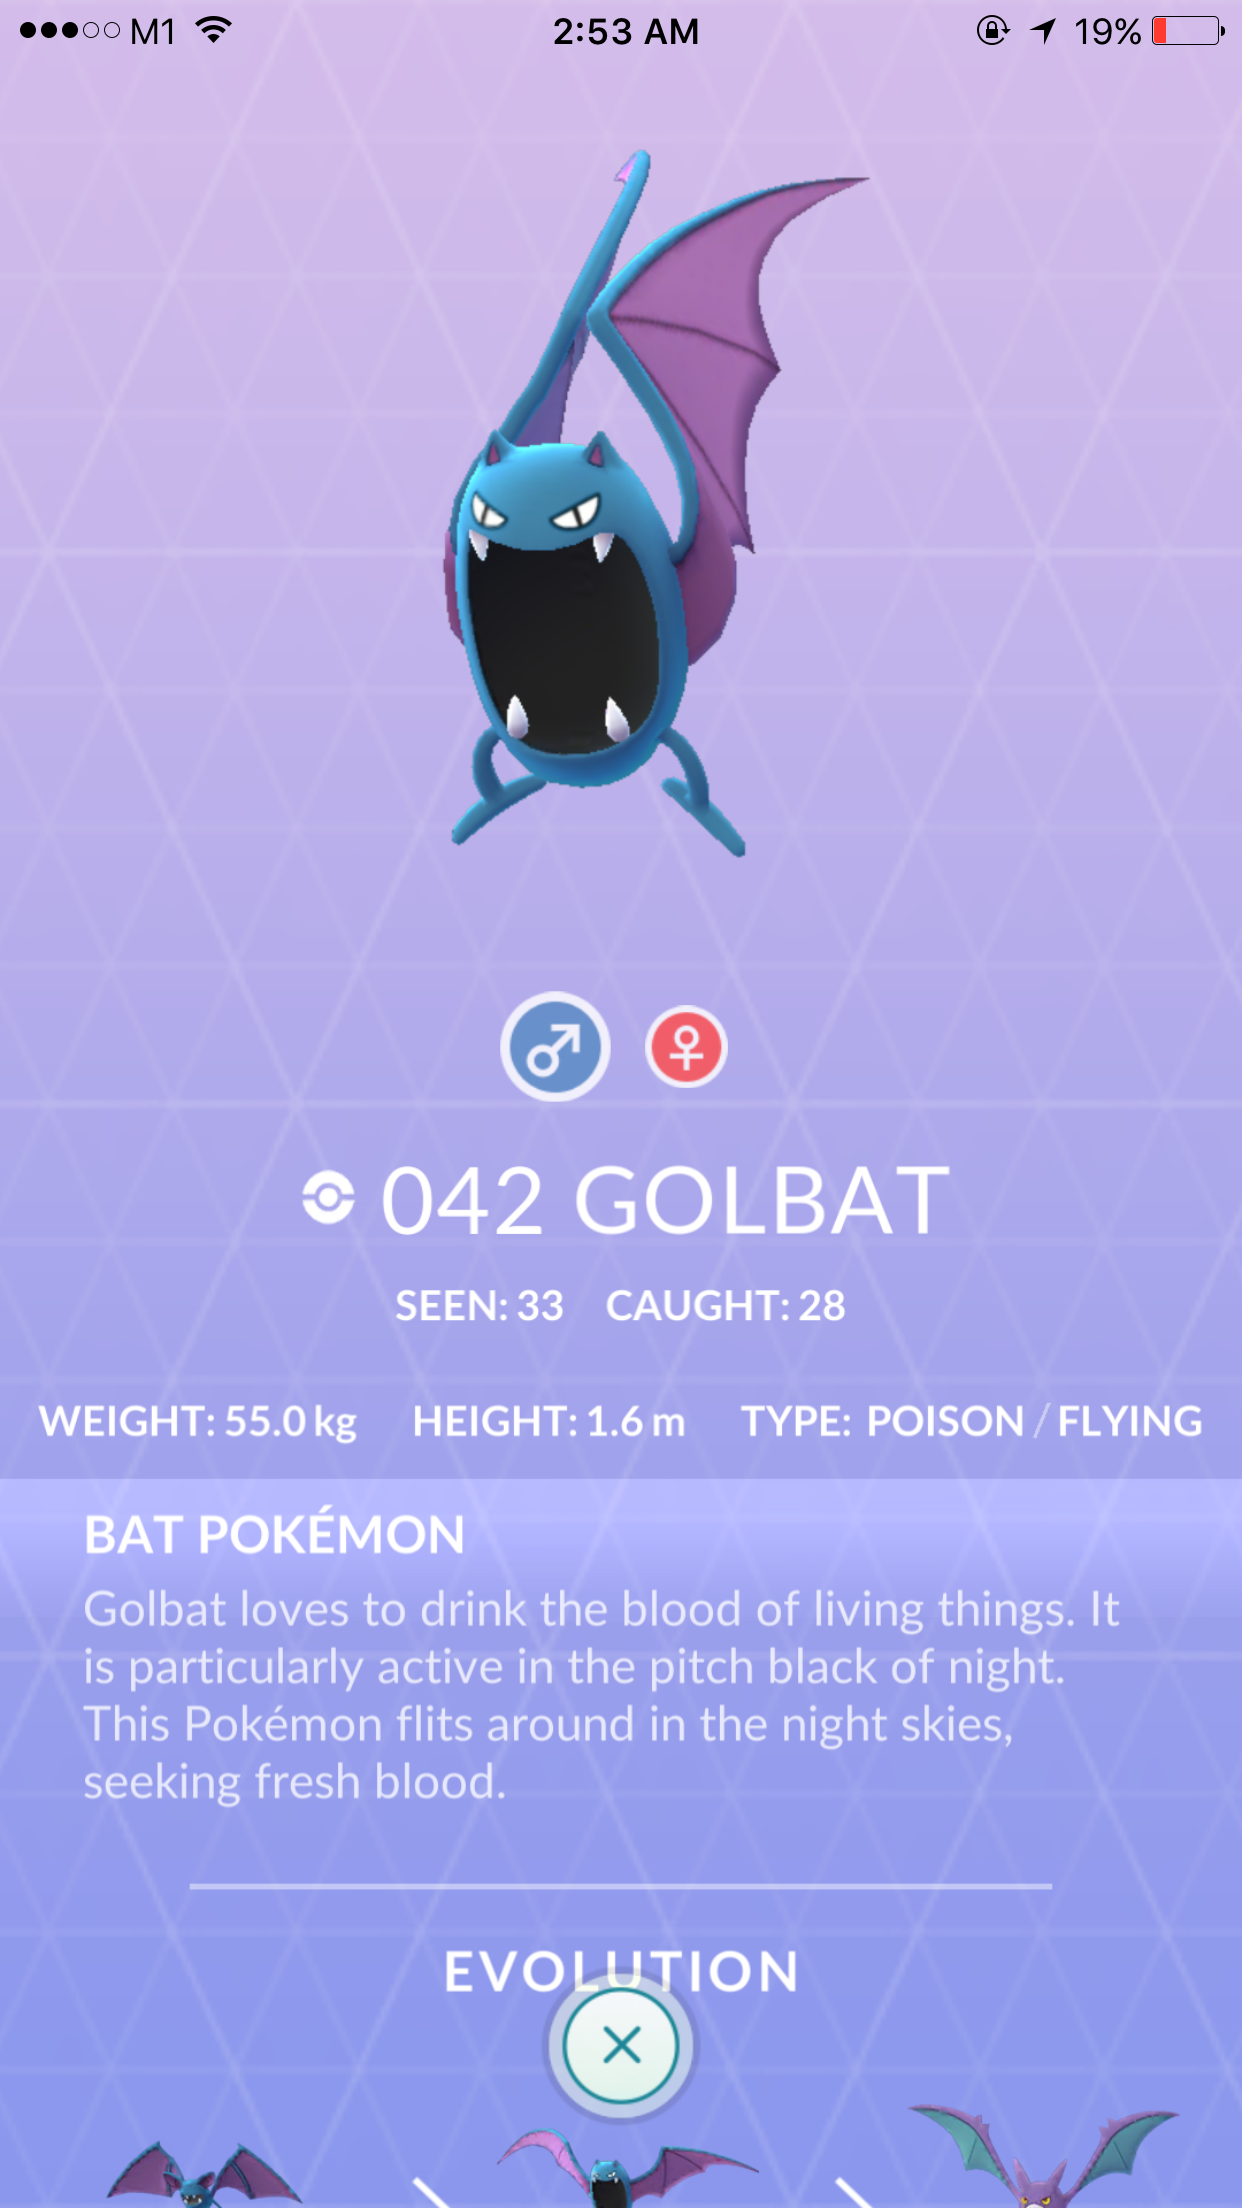 M1 2:53 AM 19%
042 GOLBAT
SEEN: 33 CAUGHT: 28
WEIGHT: 55.0 kg HEIGHT: 1.6 m TYPE: POISON / FLYING
BAT POKÉMON
Golbat loves to drink the blood of living things. It
is particularly active in the pitch black of night.
This Pokémon flits around in the night skies,
seeking fresh blood.
EVOLUTION